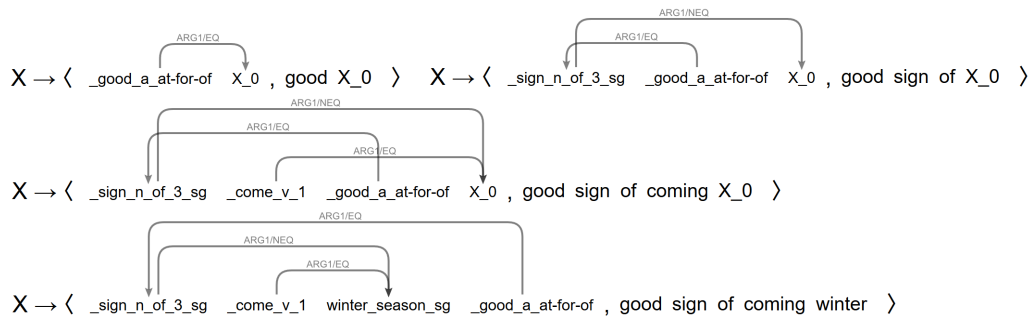 ARG1/NEQ
ARG1/EQ ARG1/EQ
X → ⟨ _good_a_at-for-of X_0 , good X_0 ⟩ X → ⟨ _sign_n_of_3_sg _good_a_at-for-of X_0 , good sign of X_0 ⟩
ARG1/NEQ
ARG1/EQ
ARG1/EQ
X → ⟨ _sign_n_of_3_sg _come_v_1 _good_a_at-for-of X_0 , good sign of coming X_0 ⟩
ARG1/EQ
ARG1/NEQ
ARG1/EQ
X → ⟨ _sign_n_of_3_sg _come_v_1 winter_season_sg _good_a_at-for-of , good sign of coming winter ⟩